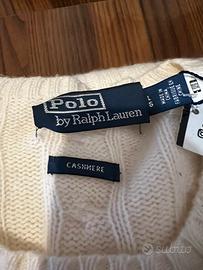 Polo
by Ralph Lauren
CASHMERE
subito